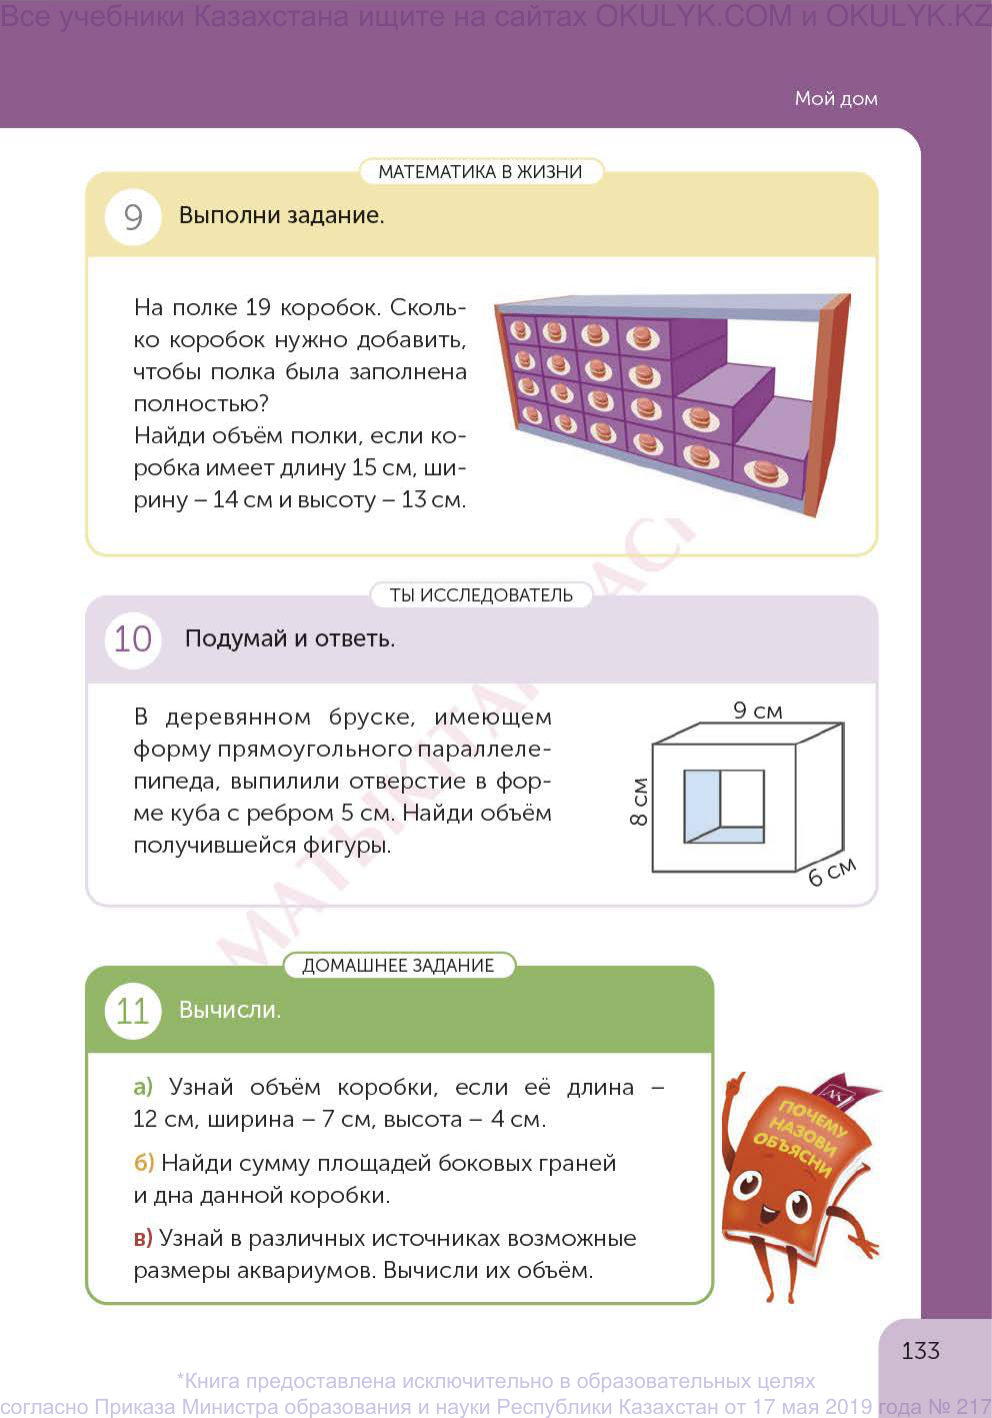 Все учебники Казахстана ищите на сайтах OKULYK.COM и OKULYK.KZ
Мой дом
МАТЕМАТИКА В ЖИЗНИ
9 Выполни задание.
На полке 19 коробок. Сколь-
ко коробок нужно добавить,
чтобы полка была заполнена
полностью?
Найди объём полки, если ко-
робка имеет длину 15 см, ши-
рину – 14 см и высоту – 13 см.
ТЫ ИССЛЕДОВАТЕЛЬ
10 Подумай и ответь.
В деревянном бруске, имеющем
форму прямоугольного параллеле-
пипеда, выпилили отверстие в фор-
ме куба с ребром 5 см. Найди объём
получившейся фигуры.
9 см
8 см
6 см
ДОМАШНЕЕ ЗАДАНИЕ
11 Вычисли.
а) Узнай объём коробки, если её длина –
12 см, ширина – 7 см, высота – 4 см.
б) Найди сумму площадей боковых граней
и дна данной коробки.
в) Узнай в различных источниках возможные
размеры аквариумов. Вычисли их объём.
ПОЧЕМУ
НАЗОВИ
ОБЪЯСНИ
133
*Книга предоставлена исключительно в образовательных целях
согласно Приказа Министра образования и науки Республики Казахстан от 17 мая 2019 года № 217